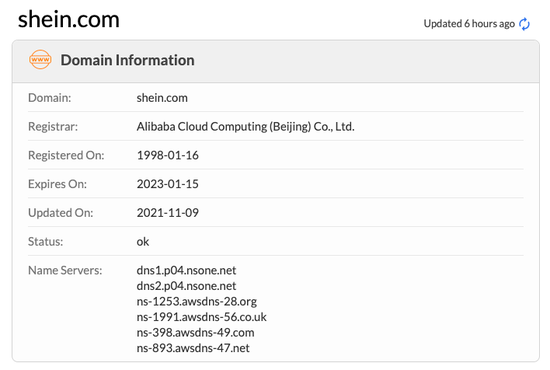 shein.com
Updated 6 hours ago
www
Domain Information
Domain: shein.com
Registrar: Alibaba Cloud Computing (Beijing) Co., Ltd.
Registered On: 1998-01-16
Expires On: 2023-01-15
Updated On: 2021-11-09
Status: ok
Name Servers: dns1.p04.nsone.net
dns2.p04.nsone.net
ns-1253.awsdns-28.org
ns-1991.awsdns-56.co.uk
ns-398.awsdns-49.com
ns-893.awsdns-47.net